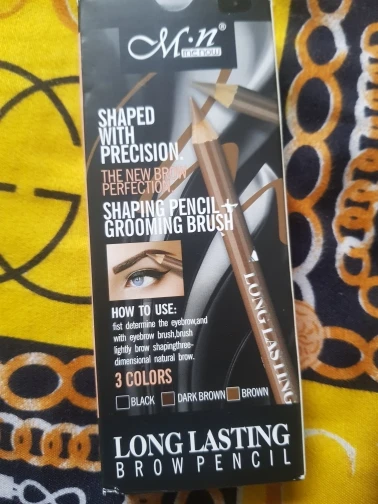 M·n®
menow
SHAPED
WITH
PRECISION.
THE NEW BROW
PERFECTION.
SHAPING PENCIL +
GROOMING BRUSH
HOW TO USE:
fist determine the eyebrow,and
with eyebrow brush,brush
lightly brow shapingthree-
dimensional natural brow.
3 COLORS
BLACK DARK BROWN BROWN
LONG LASTING
LONG LASTING
BROW PENCIL